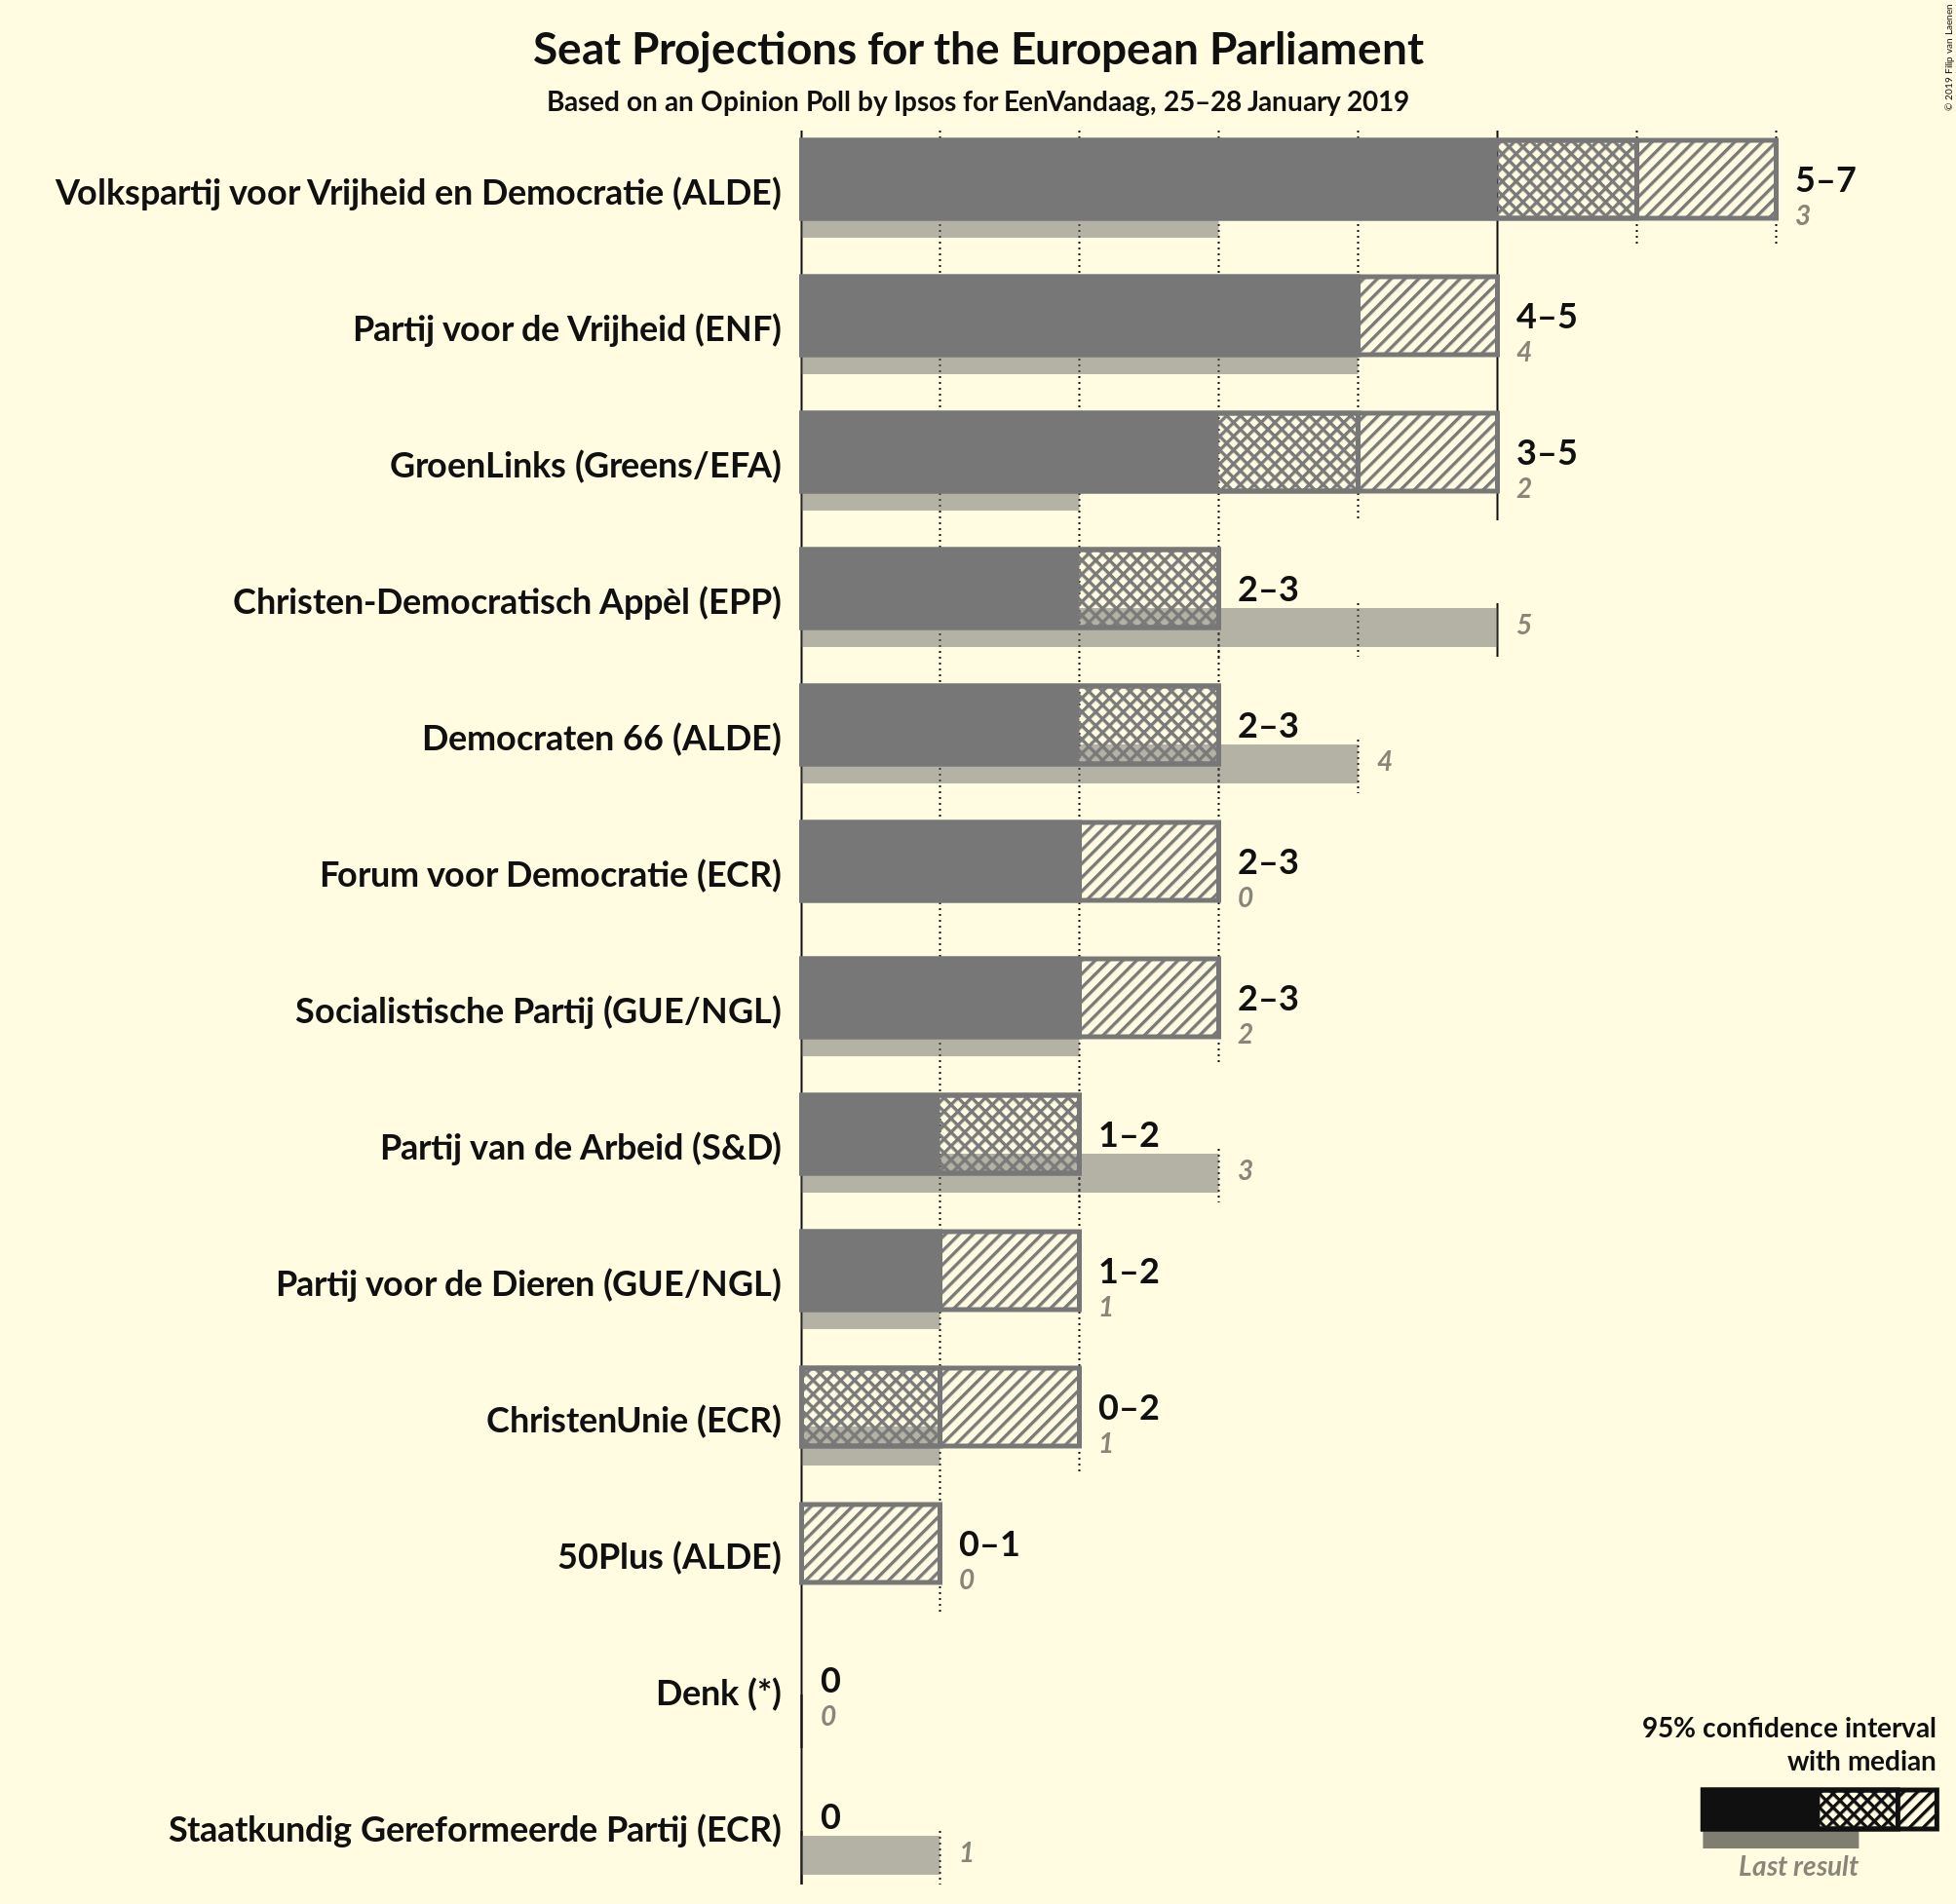 Seat Projections for the European Parliament
Based on an Opinion Poll by Ipsos for EenVandaag, 25–28 January 2019
© 2019 Filip van Laenen
Volkspartij voor Vrijheid en Democratie (ALDE)
5–7
3
Partij voor de Vrijheid (ENF)
4–5
4
GroenLinks (Greens/EFA)
3–5
2
Christen-Democratisch Appèl (EPP)
2–3
5
Democraten 66 (ALDE)
2–3
4
Forum voor Democratie (ECR)
2–3
0
Socialistische Partij (GUE/NGL)
2–3
2
Partij van de Arbeid (S&D)
1–2
3
Partij voor de Dieren (GUE/NGL)
1–2
1
ChristenUnie (ECR)
0–2
1
50Plus (ALDE)
0–1
0
Denk (*)
0
0
Staatkundig Gereformeerde Partij (ECR)
0
1
95% confidence interval
with median
Last result